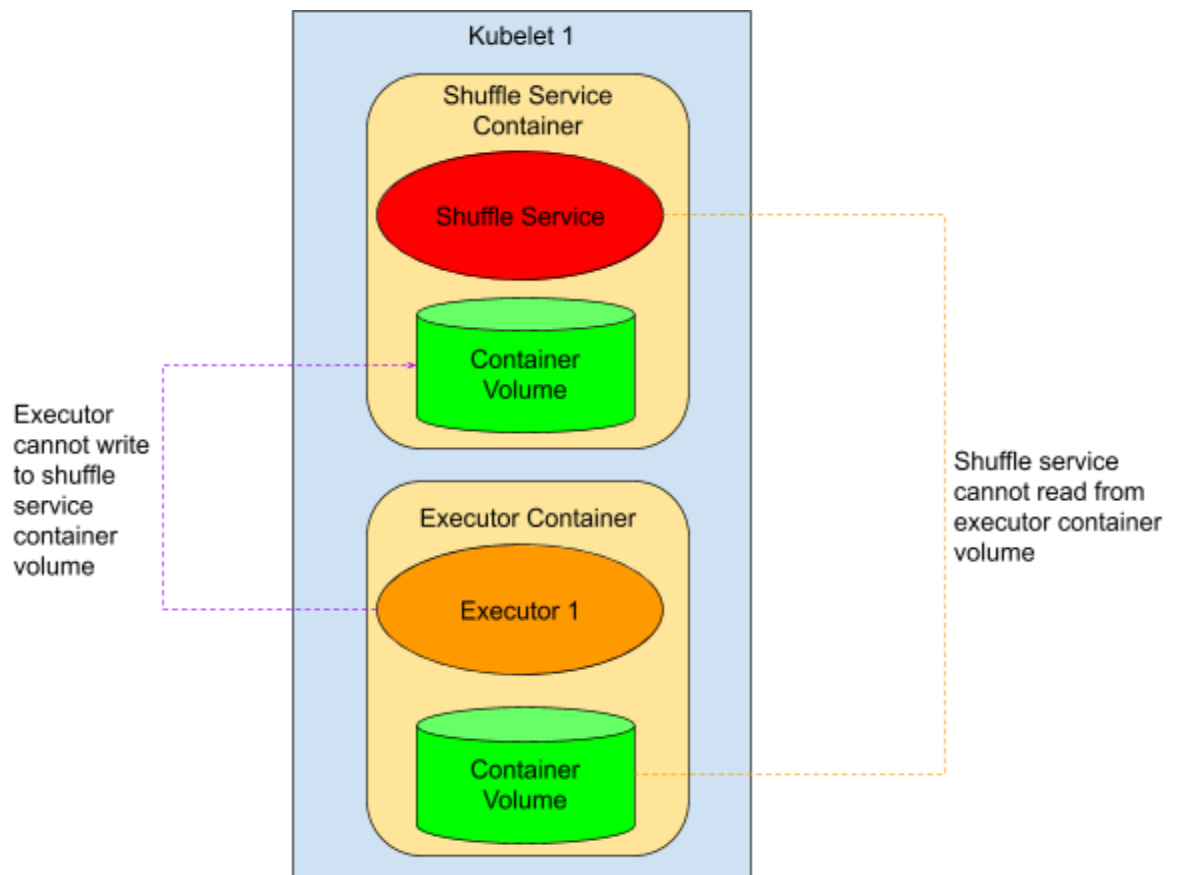 Kubelet 1
Shuffle Service
Container
Shuffle Service
Container
Volume
Executor
cannot write
to shuffle
service
container
volume
Shuffle service
cannot read from
executor container
volume
Executor Container
Executor 1
Container
Volume